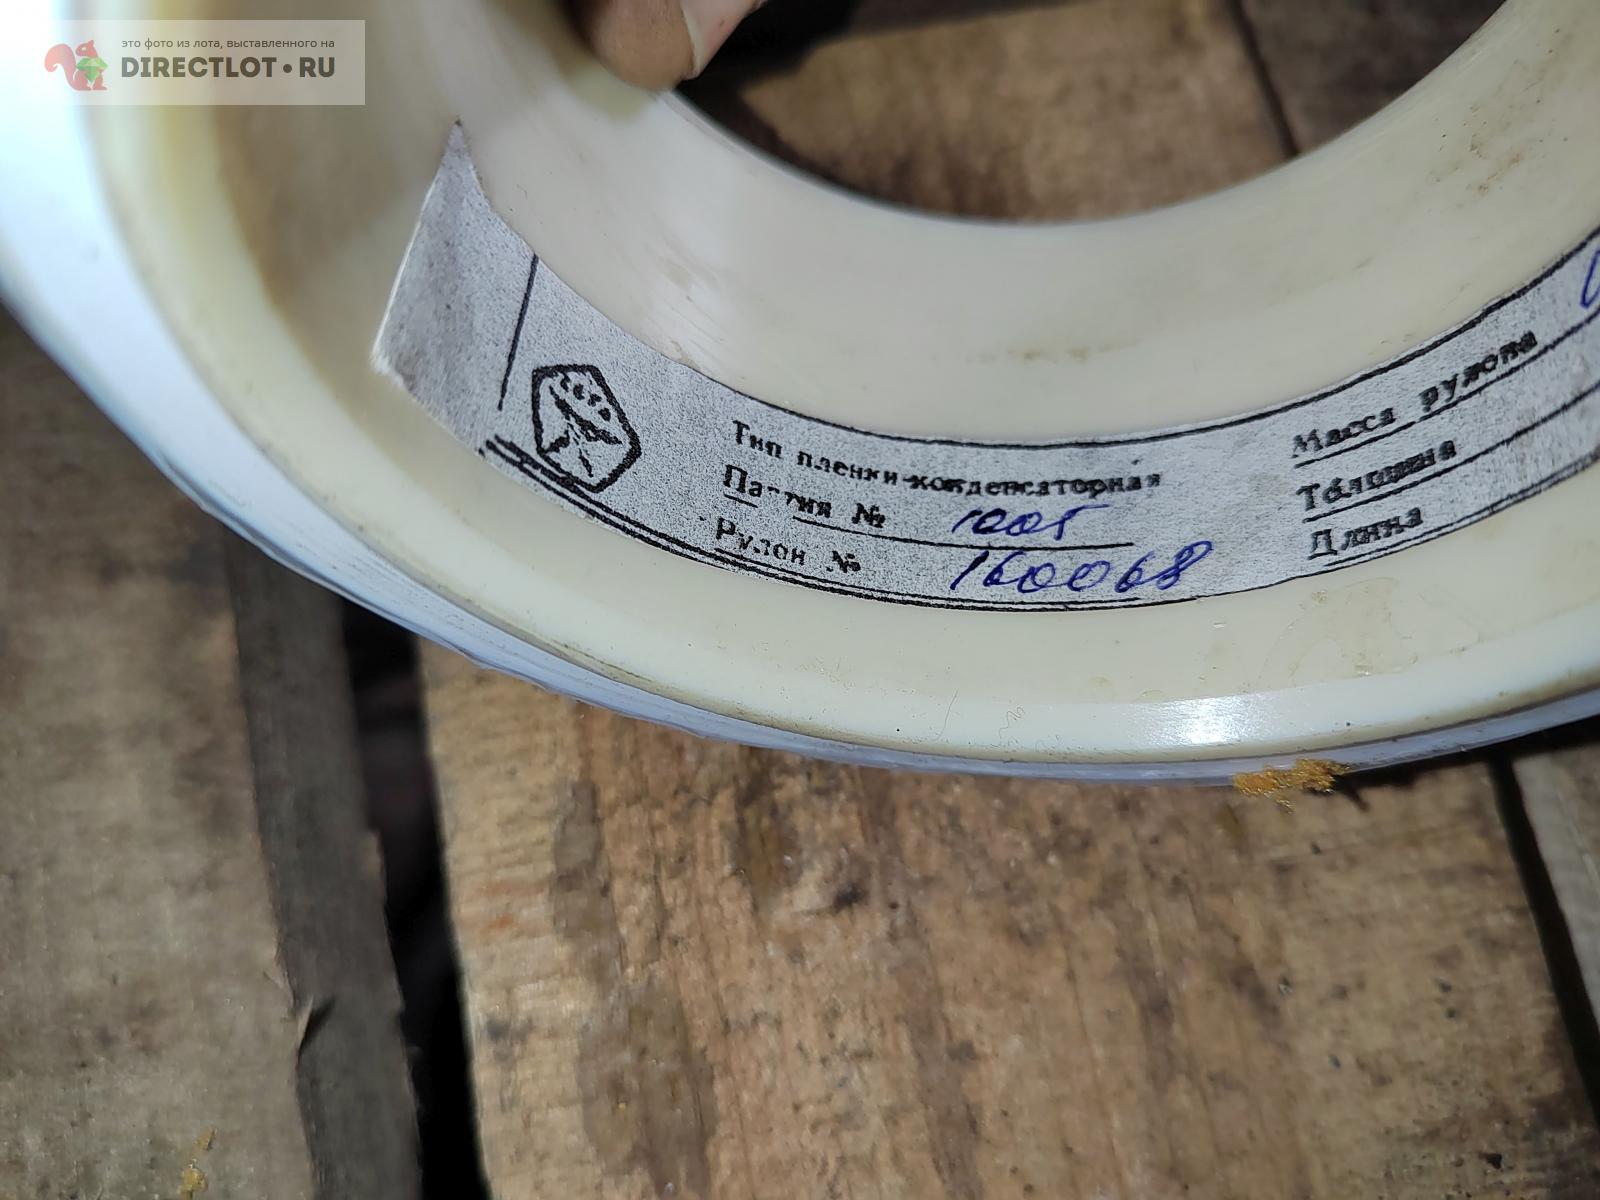 это фото из лота, выставленного на
DIRECTLOT•RU
Тип пленки-конденсаторная
Партия № 1005
Рулон № 160068
Масса рулона
Толщина
Длина